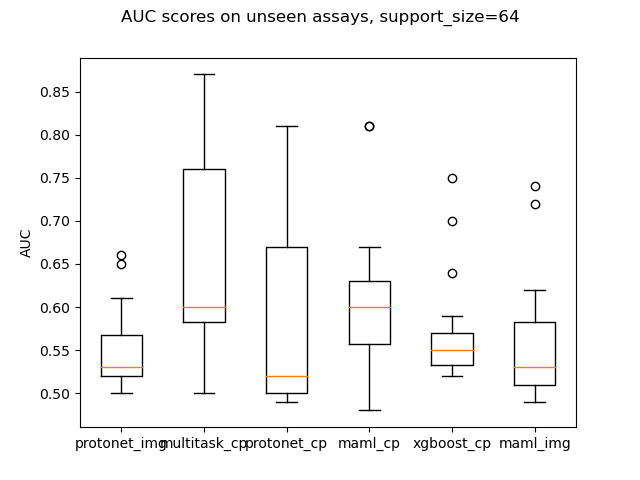 AUC scores on unseen assays, support_size=64
0.85
0.80
0.75
0.70
0.65
0.60
0.55
0.50
AUC
protonet_img multitask_cp protonet_cp maml_cp xgboost_cp maml_img